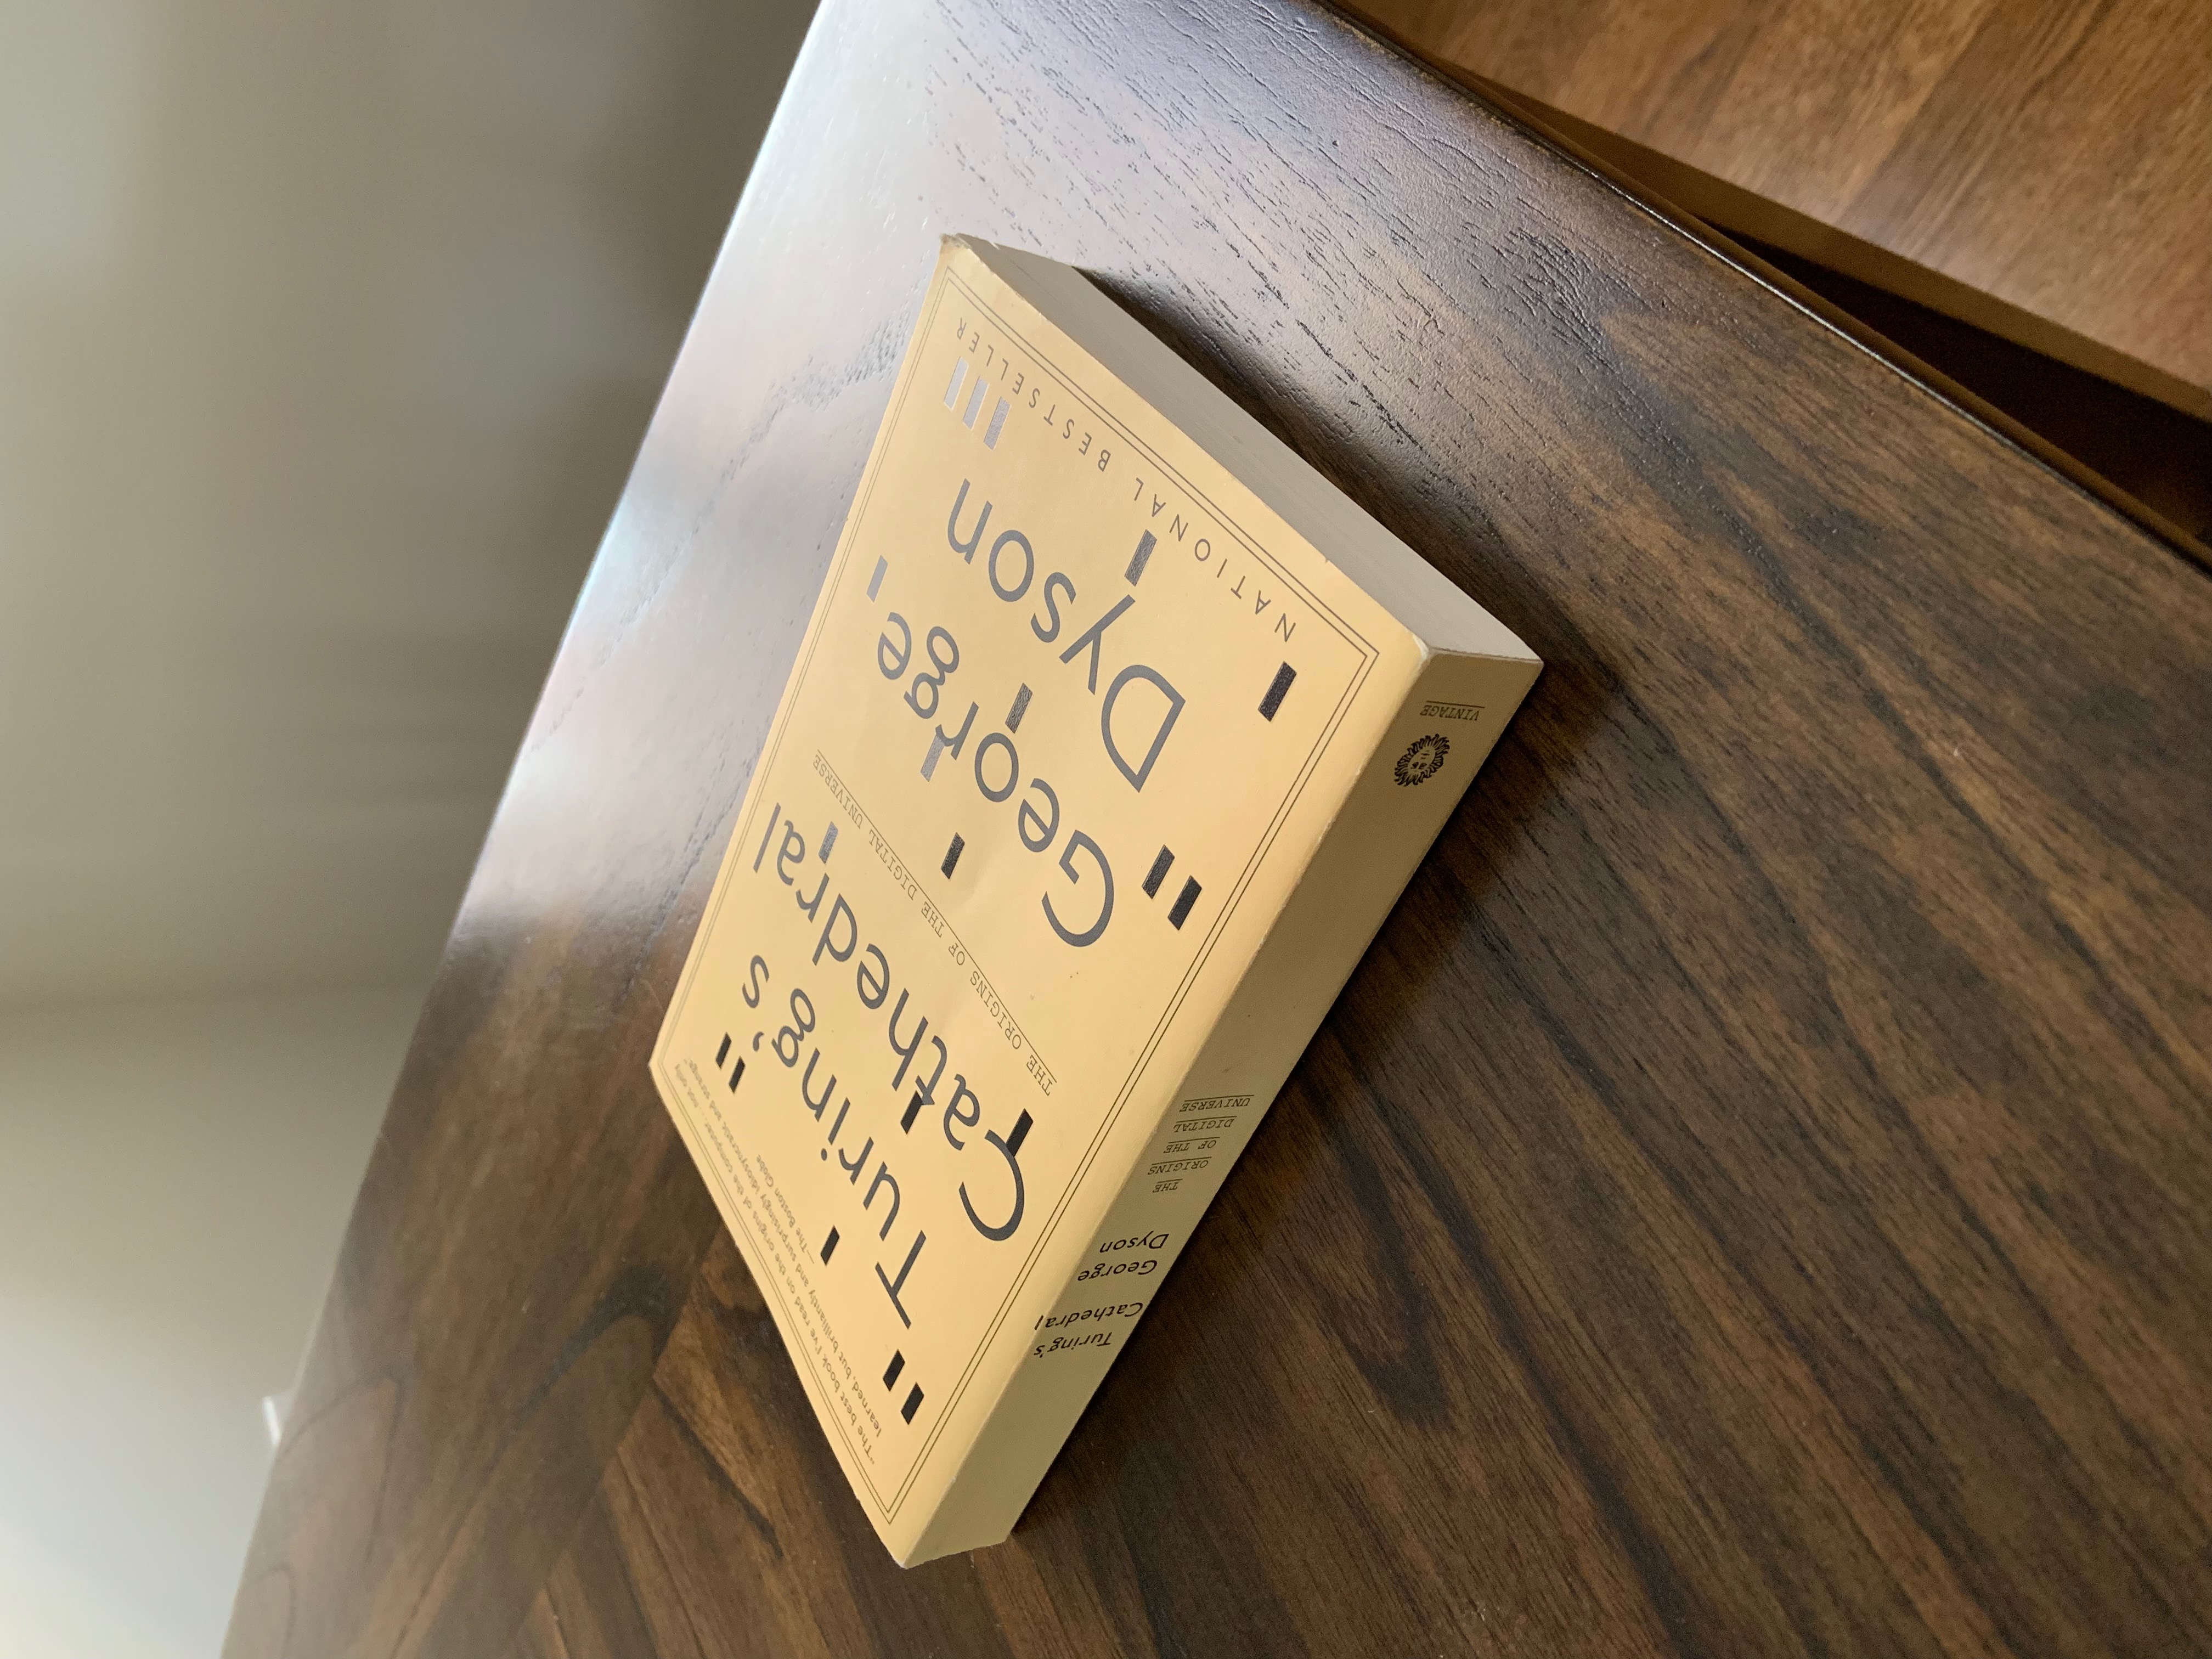 “The best book I’ve read on the origins of the computer. . . not only
learned, but brilliantly and surprisingly idiosyncratic and strange.”
—The Boston Globe
Turing’s
Cathedral
THE ORIGINS OF THE DIGITAL UNIVERSE
George
Dyson
NATIONAL BESTSELLER
Turing’s
Cathedral
George
Dyson
THE
ORIGINS
OF THE
DIGITAL
UNIVERSE
VINTAGE